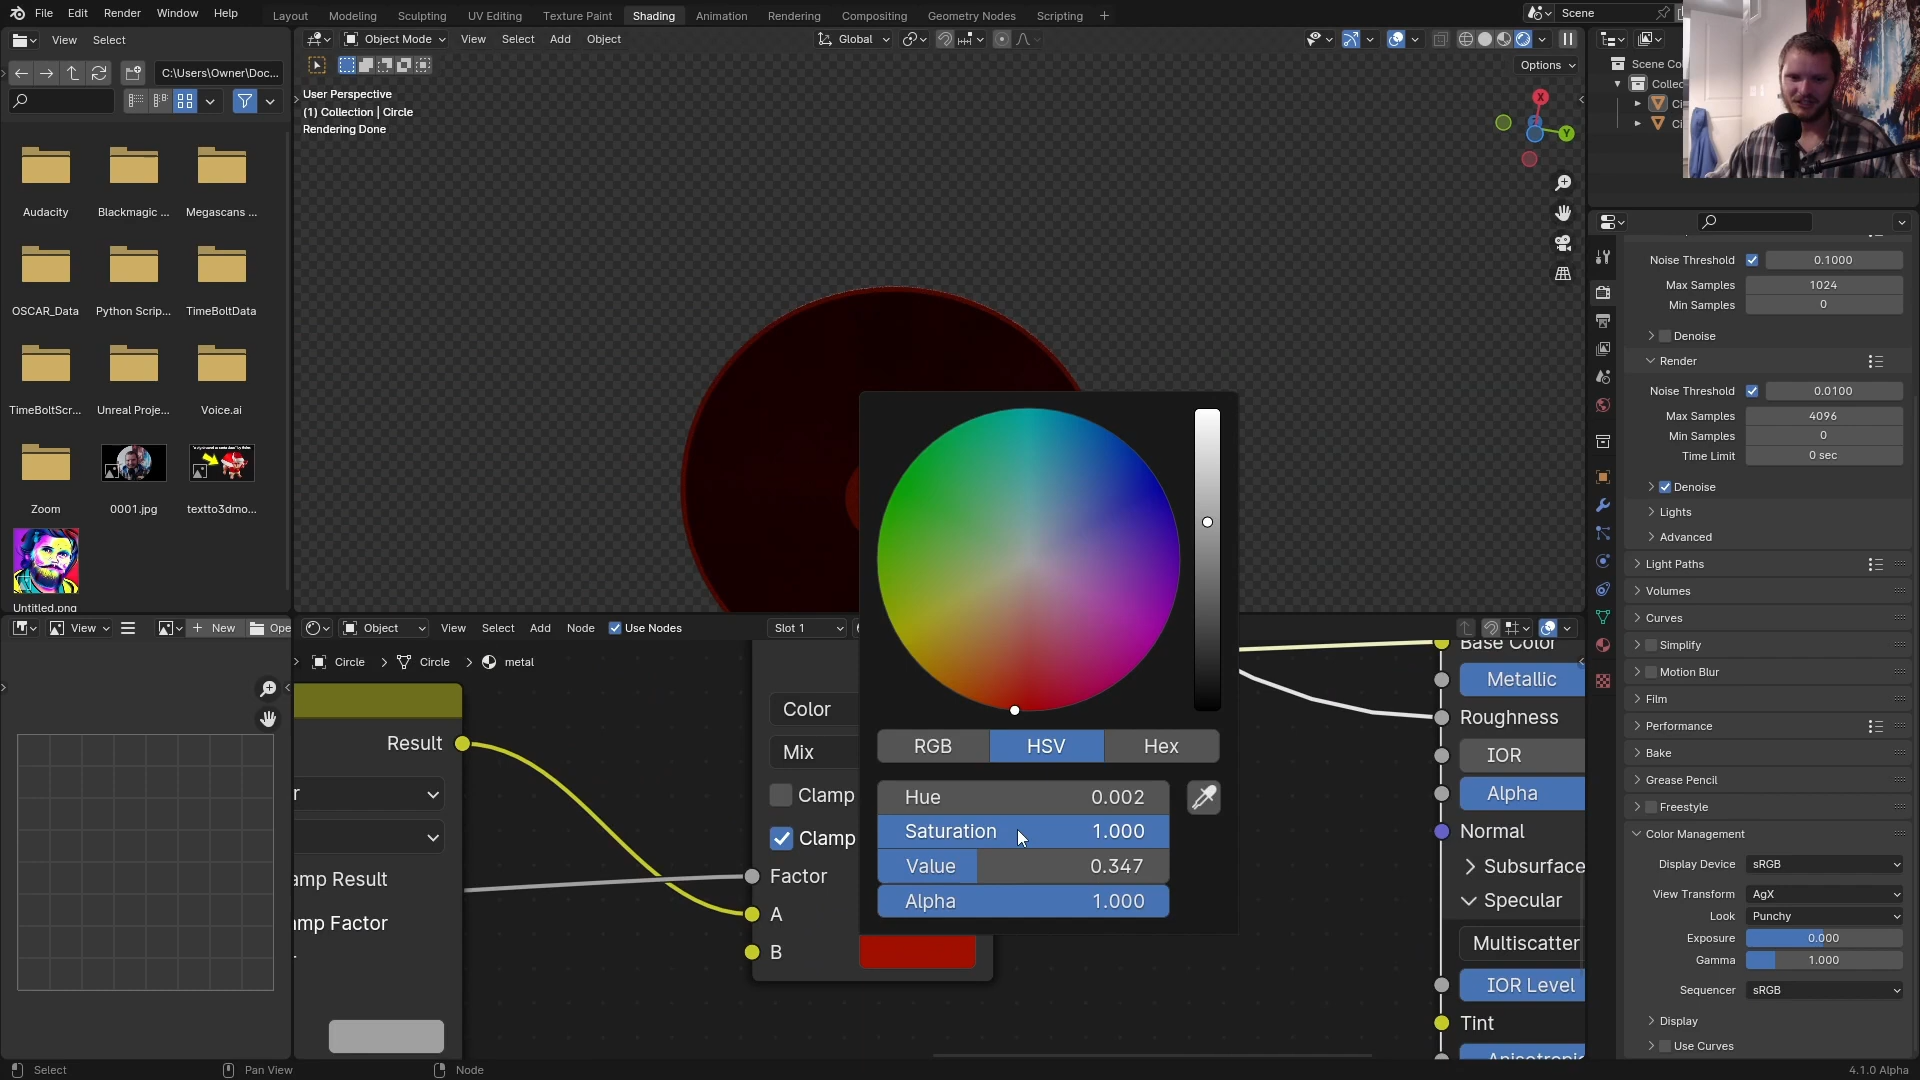 File Edit Render Window Help
Layout Modeling Sculpting UV Editing Texture Paint Shading Animation Rendering Compositing Geometry Nodes Scripting +
Scene
View Select
C:\Users\Owner\Doc...
Audacity Blackmagic ... Megascans ...
OSCAR_Data Python Scrip... TimeBoltData
TimeBoltScr... Unreal Proje... Voice.ai
Zoom 0001.jpg textto3dmo...
Untitled.png
Object Mode View Select Add Object
Global
Options
User Perspective
(1) Collection | Circle
Rendering Done
X
Y
RGB HSV Hex
Hue 0.002
Saturation 1.000
Value 0.347
Alpha 1.000
View
New
Ope
Object View Select Add Node Use Nodes Slot 1
Circle > Circle > metal
Result
r
amp Result
amp Factor
Color
Mix
Clamp
Clamp
Factor
A
B
Base Color
Metallic
Roughness
IOR
Alpha
Normal
Subsurface
Specular
Multiscatter
IOR Level
Tint
Anisotropic
Scene Co
Collec
Ci
Ci
Noise Threshold 0.1000
Max Samples 1024
Min Samples 0
Denoise
Render
Noise Threshold 0.0100
Max Samples 4096
Min Samples 0
Time Limit 0 sec
Denoise
Lights
Advanced
Light Paths
Volumes
Curves
Simplify
Motion Blur
Film
Performance
Bake
Grease Pencil
Freestyle
Color Management
Display Device sRGB
View Transform AgX
Look Punchy
Exposure 0.000
Gamma 1.000
Sequencer sRGB
Display
Use Curves
Select Pan View Node
4.1.0 Alpha